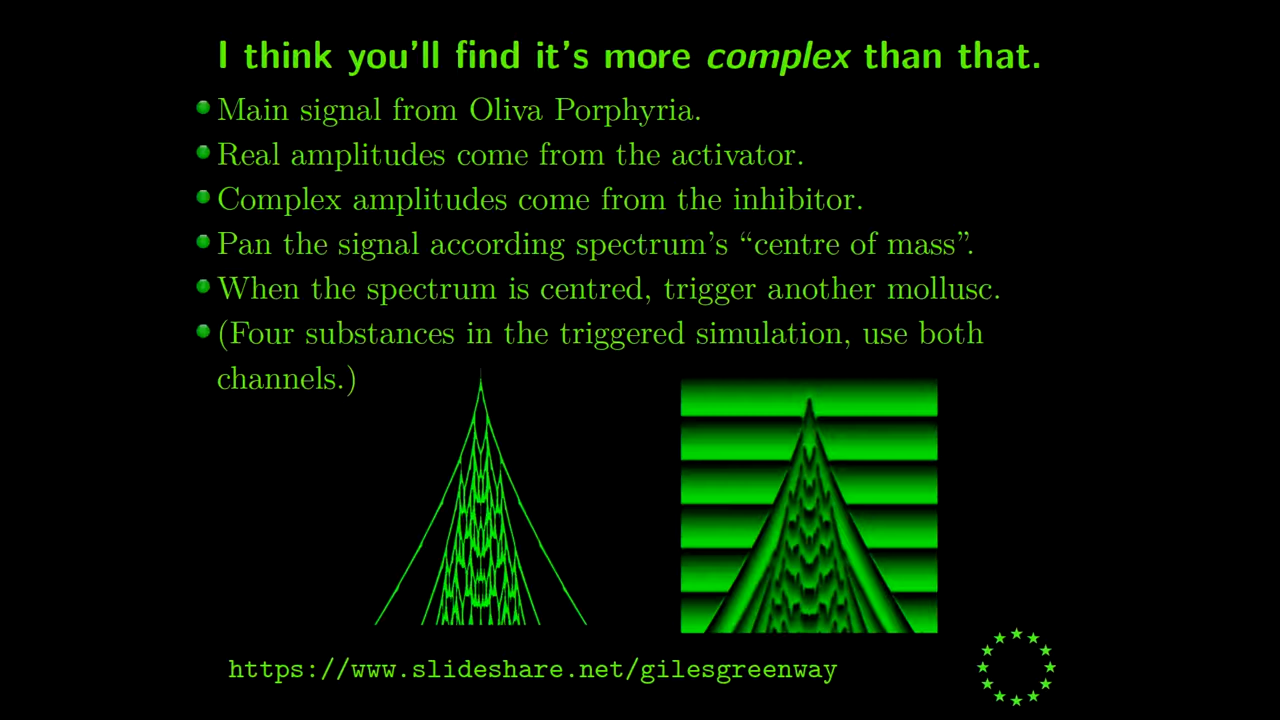 I think you'll find it's more complex than that.
Main signal from Oliva Porphyria.
Real amplitudes come from the activator.
Complex amplitudes come from the inhibitor.
Pan the signal according spectrum's “centre of mass”.
When the spectrum is centred, trigger another mollusc.
(Four substances in the triggered simulation, use both
channels.)
https://www.slideshare.net/gilesgreenway